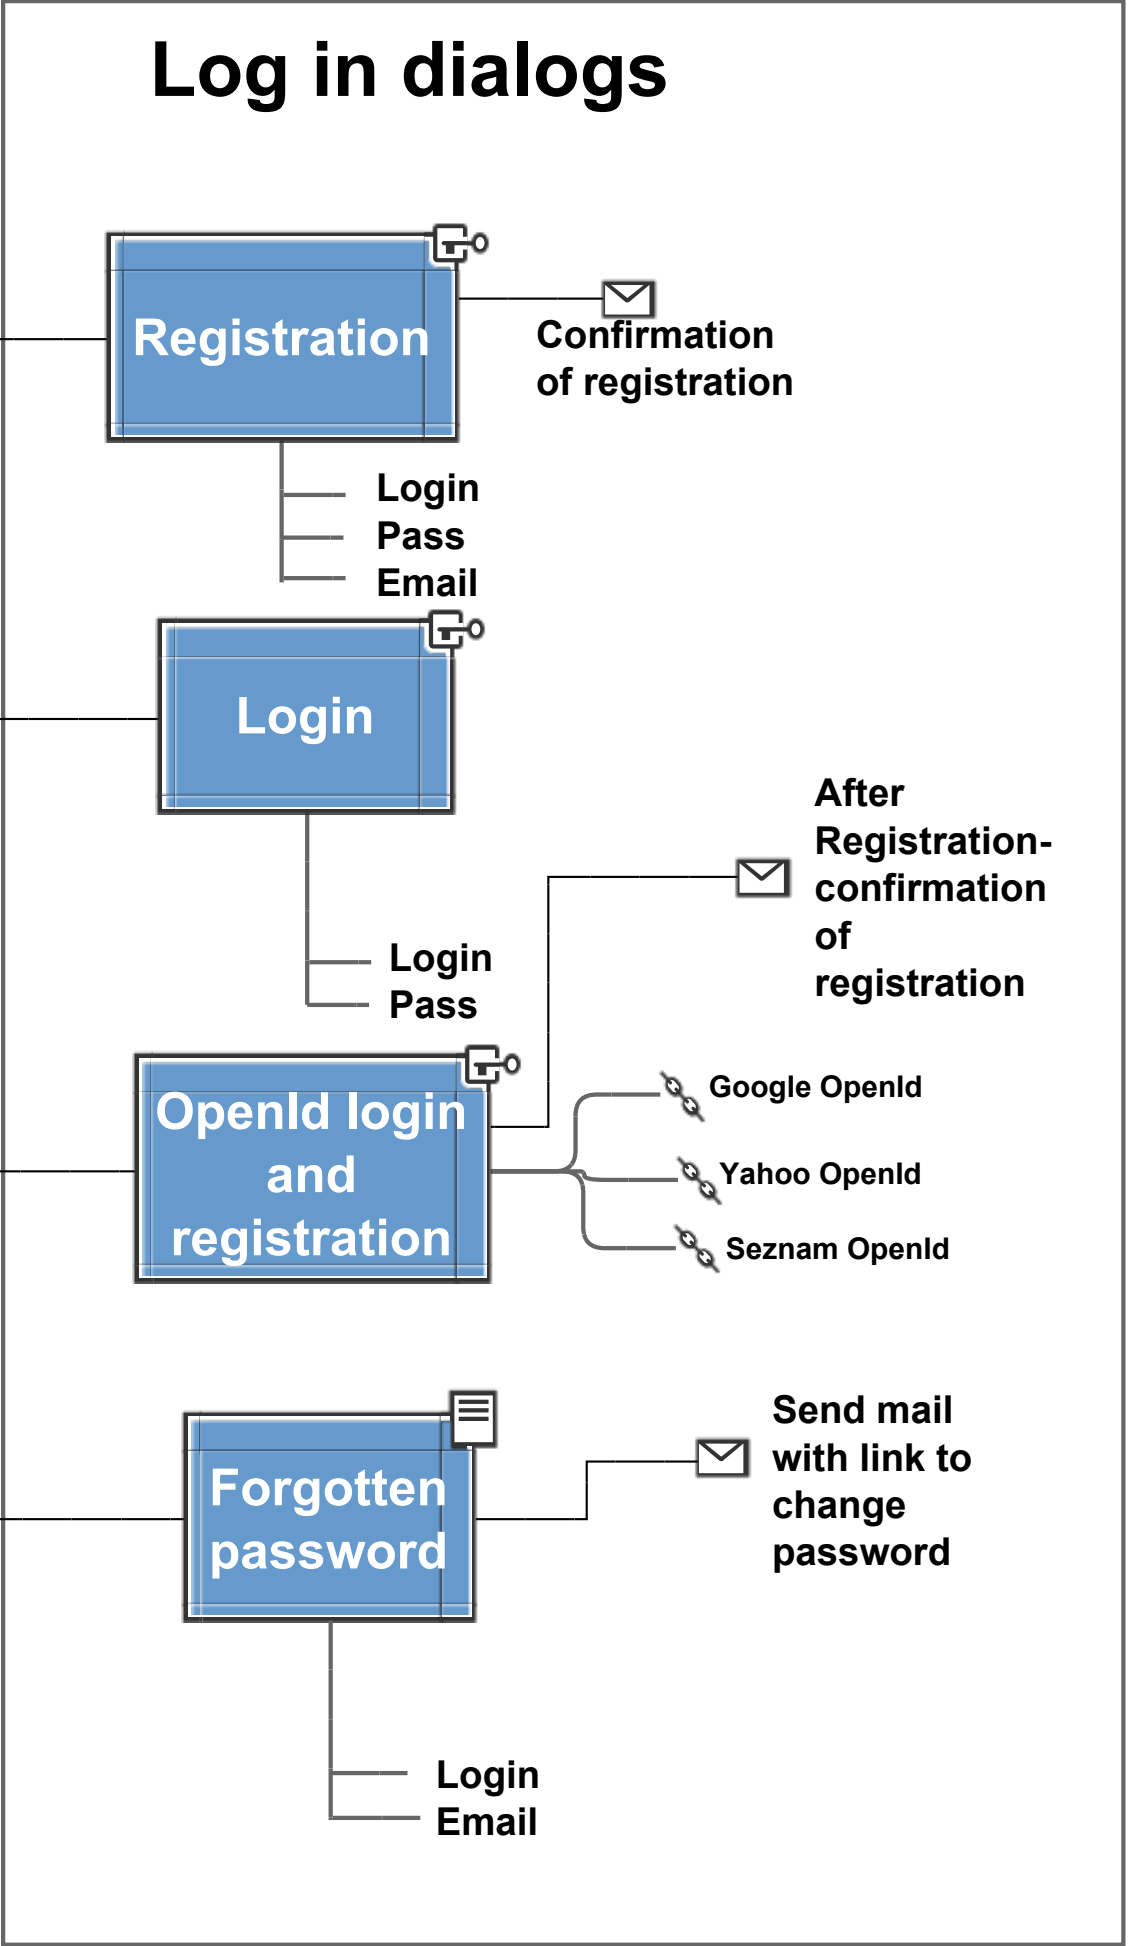 Log in dialogs
Registration
Confirmation
of registration
Login
Pass
Email
Login
After
Registration-
confirmation
of
registration
Login
Pass
OpenId login
and
registration
Google OpenId
Yahoo OpenId
Seznam OpenId
Forgotten
password
Send mail
with link to
change
password
Login
Email